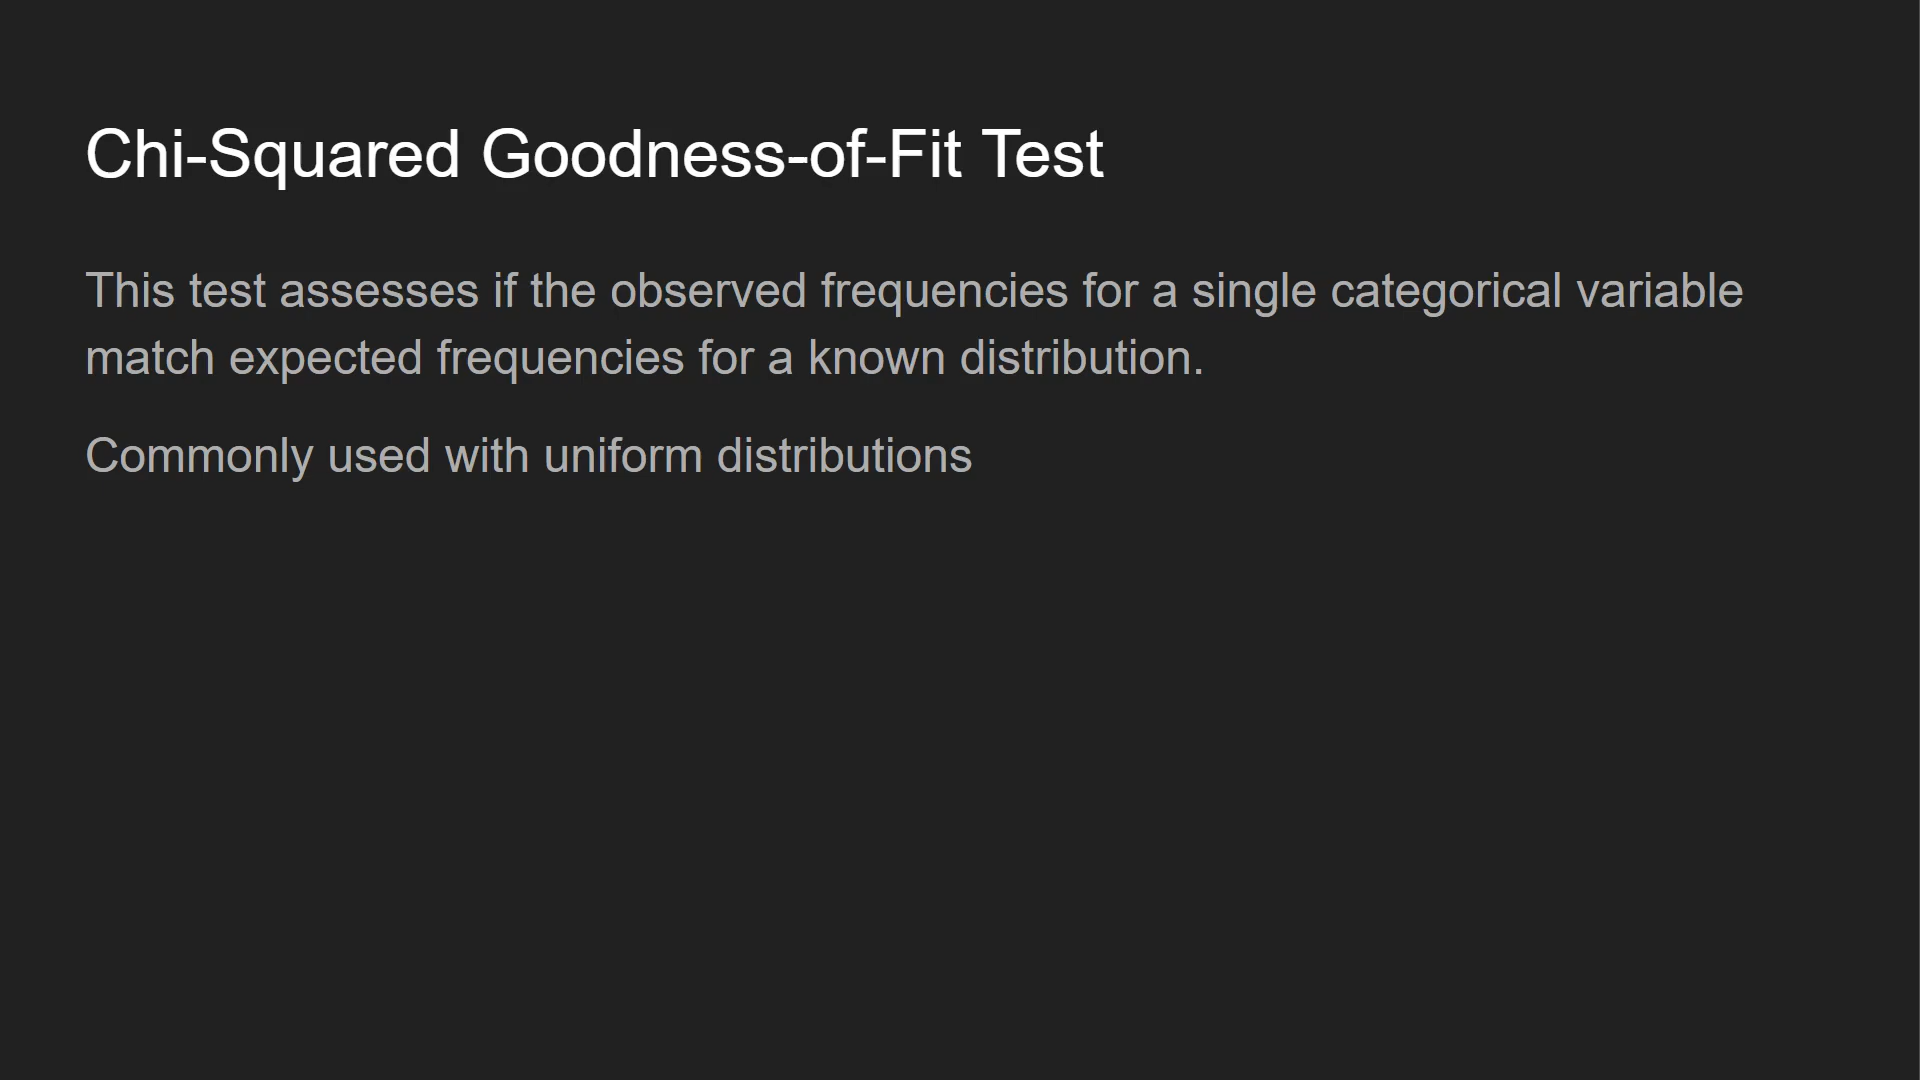 Chi-Squared Goodness-of-Fit Test
This test assesses if the observed frequencies for a single categorical variable
match expected frequencies for a known distribution.
Commonly used with uniform distributions